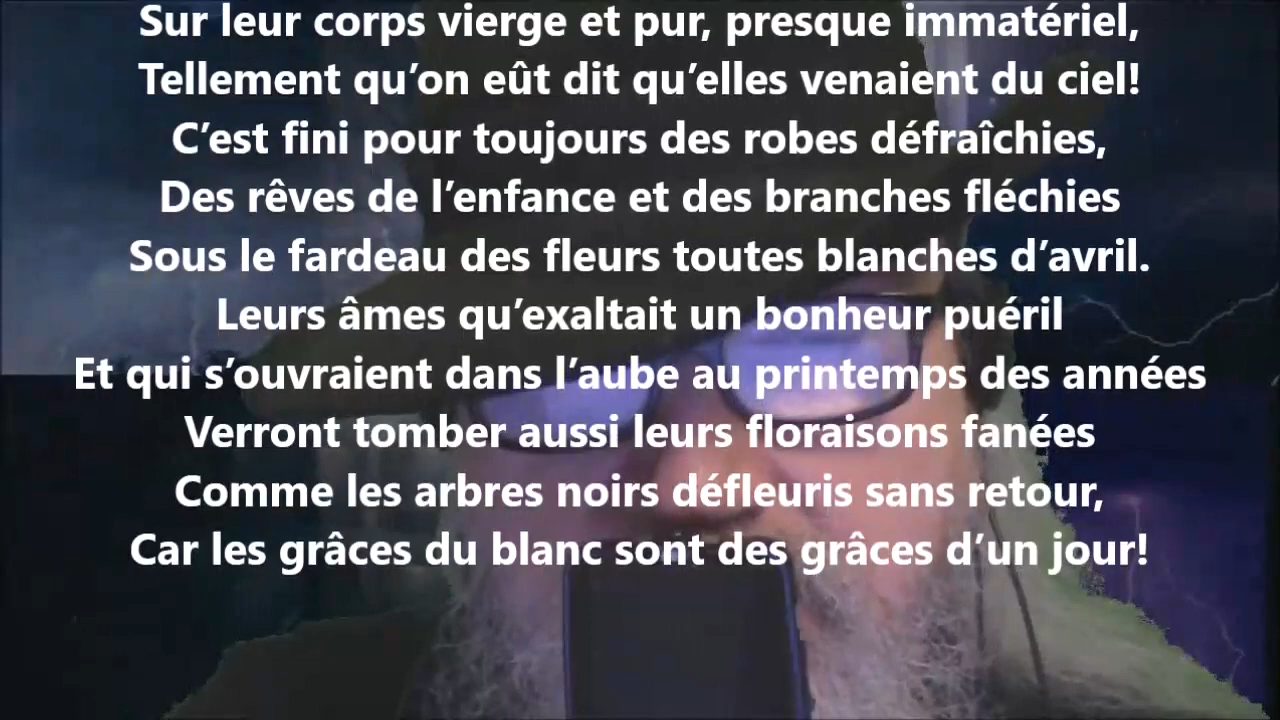 Sur leur corps vierge et pur, presque immatériel,
Tellement qu’on eût dit qu’elles venaient du ciel!
C’est fini pour toujours des robes défraîchies,
Des rêves de l’enfance et des branches fléchies
Sous le fardeau des fleurs toutes blanches d’avril.
Leurs âmes qu’exaltait un bonheur puéril
Et qui s’ouvraient dans l’aube au printemps des années
Verront tomber aussi leurs floraisons fanées
Comme les arbres noirs défleuris sans retour,
Car les grâces du blanc sont des grâces d’un jour!